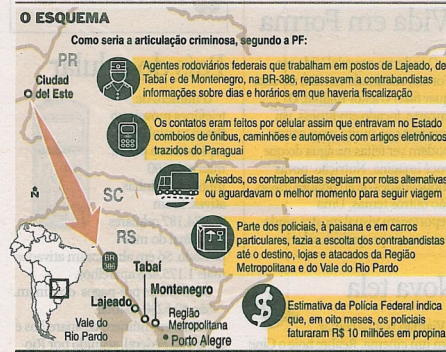 O ESQUEMA
Como seria a articulação criminosa, segundo a PF:
PR
Ciudad
del Este
Agentes rodoviários federais que trabalham em postos de Lajeado, de
Tabaí e de Montenegro, na BR-386, repassavam a contrabandistas
informações sobre dias e horários em que haveria fiscalização
Os contatos eram feitos por celular assim que entravam no Estado
comboios de ônibus, caminhões e automóveis com artigos eletrônicos
trazidos do Paraguai
N
SC
Avisados, os contrabandistas seguiam por rotas alternativas
ou aguardavam o melhor momento para seguir viagem
RS
Parte dos policiais, à paisana e em carros
particulares, fazia a escolta dos contrabandistas
até o destino, lojas e atacados da Região
Metropolitana e do Vale do Rio Pardo
BR
386
Tabaí
Montenegro
Lajeado
Região
Metropolitana
Vale do
Rio Pardo
Porto Alegre
$
Estimativa da Polícia Federal indica
que, em oito meses, os policiais
faturaram R$ 10 milhões em propina